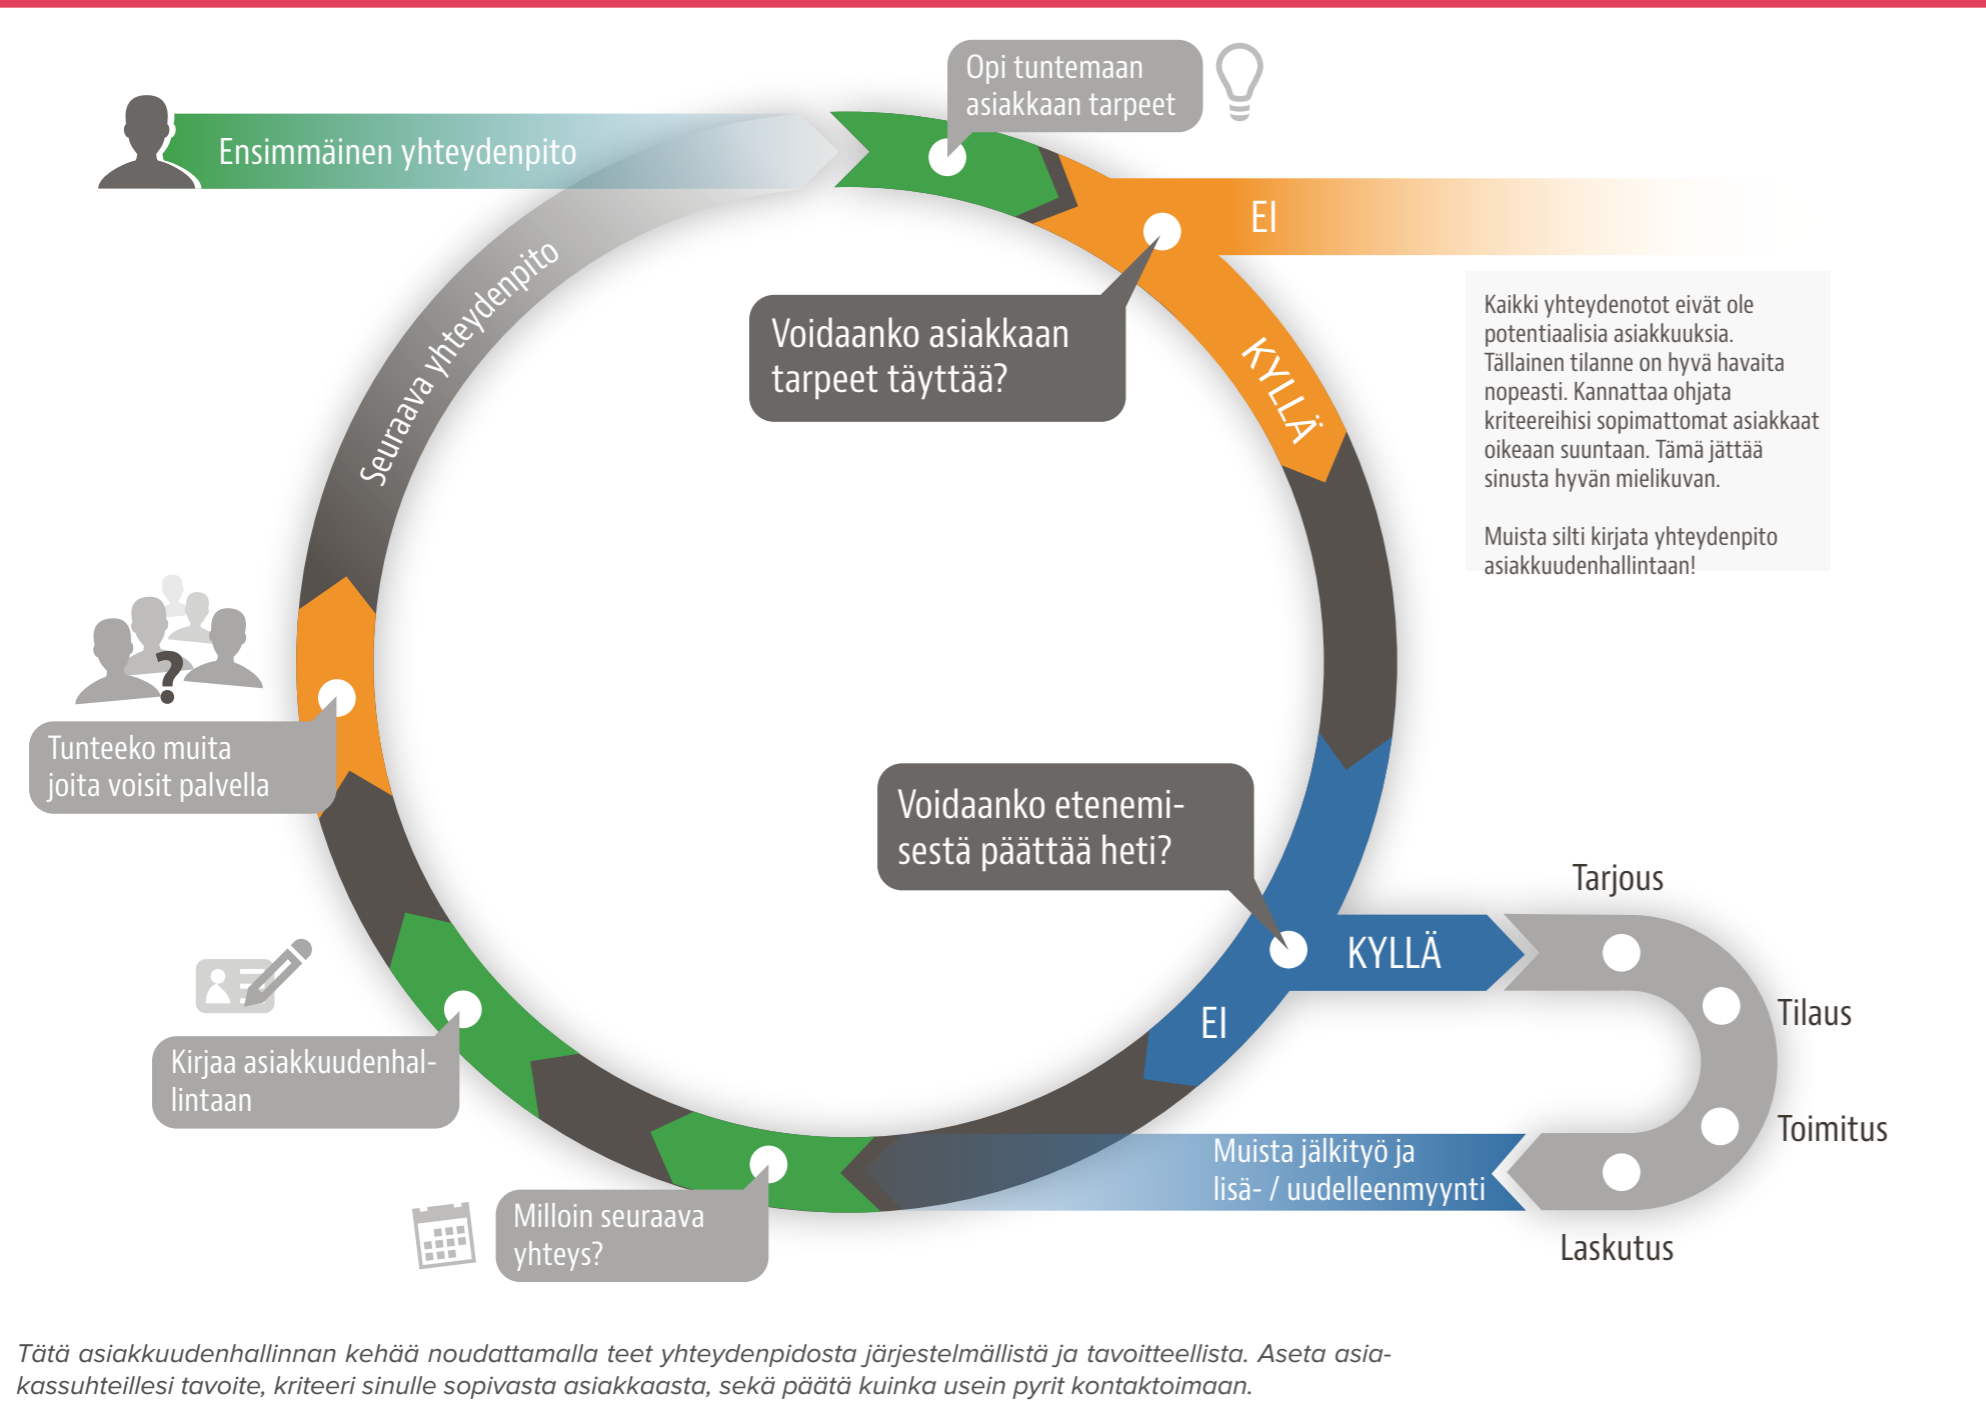 Opi tuntemaan
asiakkaan tarpeet
Ensimmäinen yhteydenpito
EI
Seuraava yhteydenpito
Voidaanko asiakkaan
tarpeet täyttää?
KYLLÄ
Kaikki yhteydenotot eivät ole
potentiaalisia asiakkuuksia.
Tällainen tilanne on hyvä havaita
nopeasti. Kannattaa ohjata
kriteereihisi sopimattomat asiakkaat
oikeaan suuntaan. Tämä jättää
sinusta hyvän mielikuvan.
Muista silti kirjata yhteydenpito
asiakkuudenhallintaan!
?
Tunteeko muita
joita voisit palvella
Voidaanko etenemi-
sestä päättää heti?
Tarjous
KYLLÄ
EI
Tilaus
Kirjaa asiakkuudenhal-
lintaan
Toimitus
Muista jälkityö ja
lisä- / uudelleenmyynti
Laskutus
Milloin seuraava
yhteys?
Tätä asiakkuudenhallinnan kehää noudattamalla teet yhteydenpidosta järjestelmällistä ja tavoitteellista. Aseta asia-
kassuhteillesi tavoite, kriteeri sinulle sopivasta asiakkaasta, sekä päätä kuinka usein pyrit kontaktoimaan.